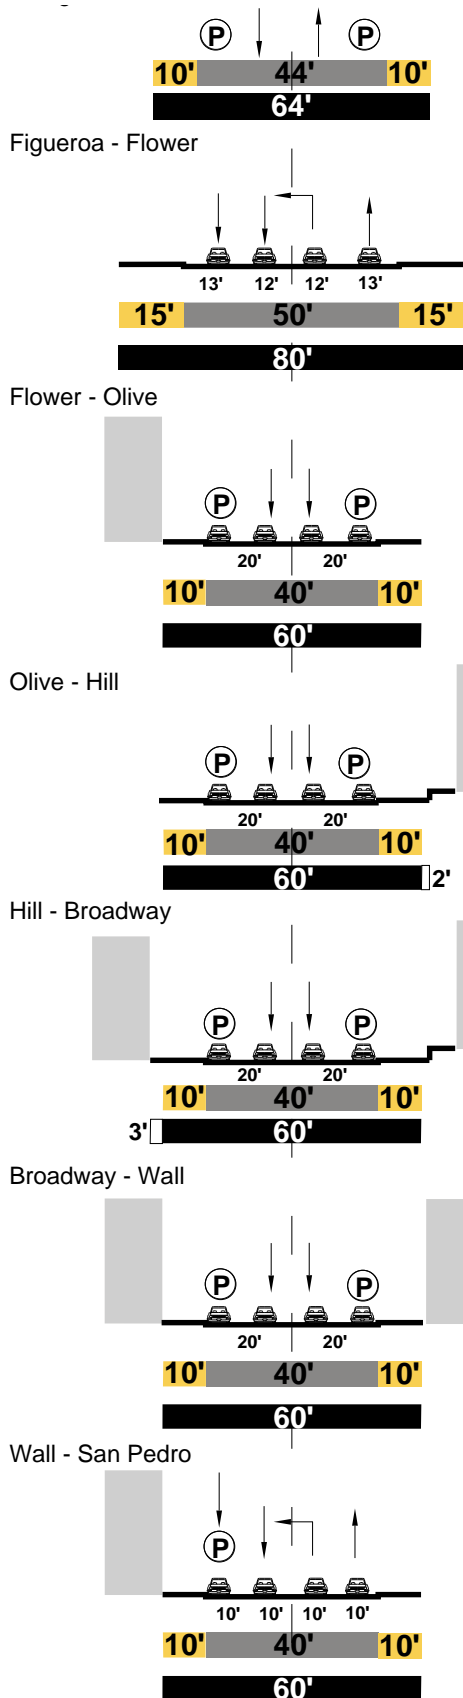 P P
10' 44' 10'
64'
Figueroa - Flower
13' 12' 12' 13'
15' 50' 15'
80'
Flower - Olive
P P
20' 20'
10' 40' 10'
60'
Olive - Hill
P P
20' 20'
10' 40' 10'
60' 2'
Hill - Broadway
P P
20' 20'
10' 40' 10'
3' 60'
Broadway - Wall
P P
20' 20'
10' 40' 10'
60'
Wall - San Pedro
P
10' 10' 10' 10'
10' 40' 10'
60'